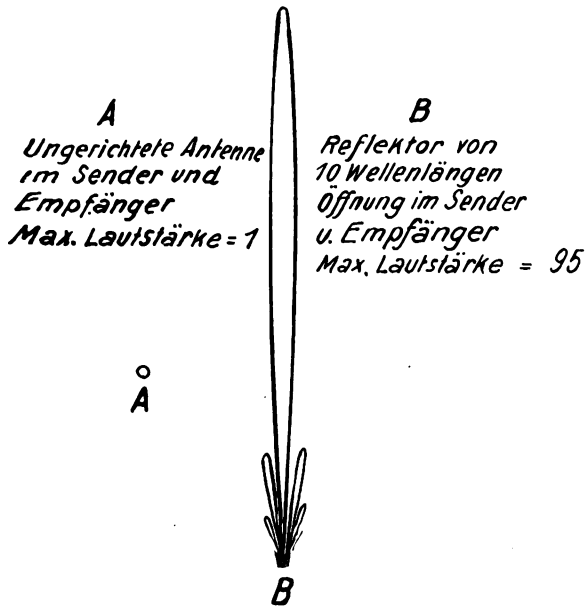 A
Ungerichtete Antenne
im Sender und
Empfänger
Max. Lautstärke = 1
B
Reflektor von
10 Wellenlängen
Öffnung im Sender
u. Empfänger
Max. Lautstärke = 95
A
B